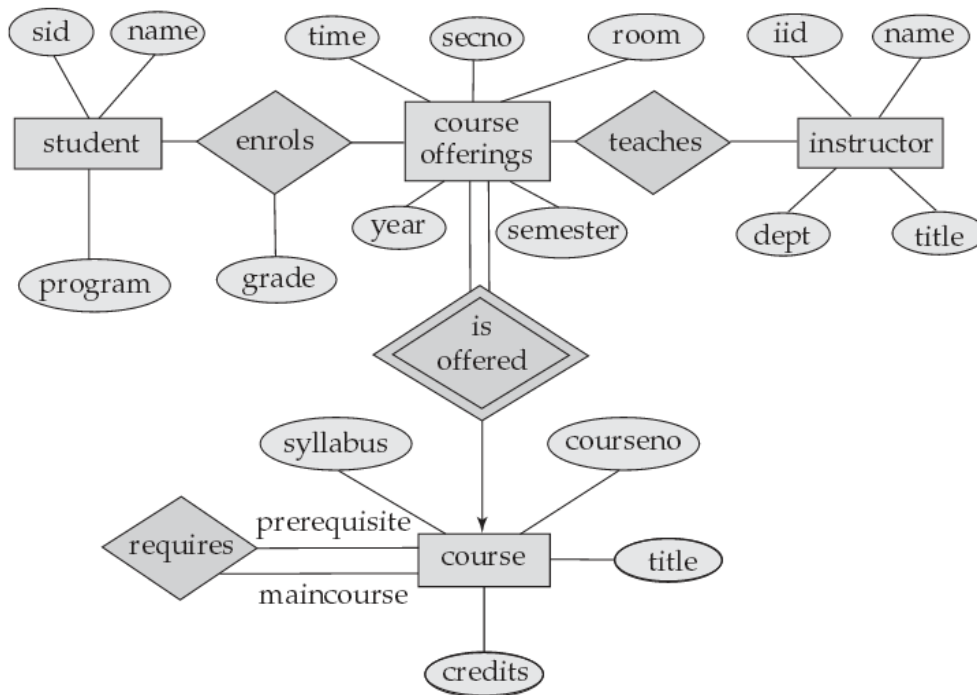 sid
name
time
secno
room
iid
name
student
enrols
course
offerings
teaches
instructor
year
semester
dept
title
program
grade
is
offered
syllabus
courseno
prerequisite
requires
course
title
maincourse
credits